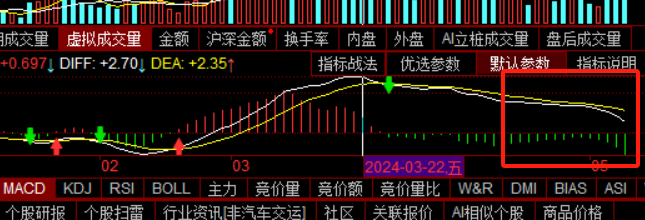 成交量 虚拟成交量 金额 沪深金额 换手率 内盘 外盘 AI立桩成交量 盘后成交量
+0.697↓ DIFF: +2.70↓ DEA: +2.35↑ 指标战法 优选参数 默认参数 指标说明
02 03 2024-03-22,五 05
MACD KDJ RSI BOLL 主力 竞价量 竞价额 竞价量比 W&R DMI BIAS ASI
个股研报 个股扫雷 行业资讯[非汽车交运] 社区 关联报价 AI相似个股 商品价格